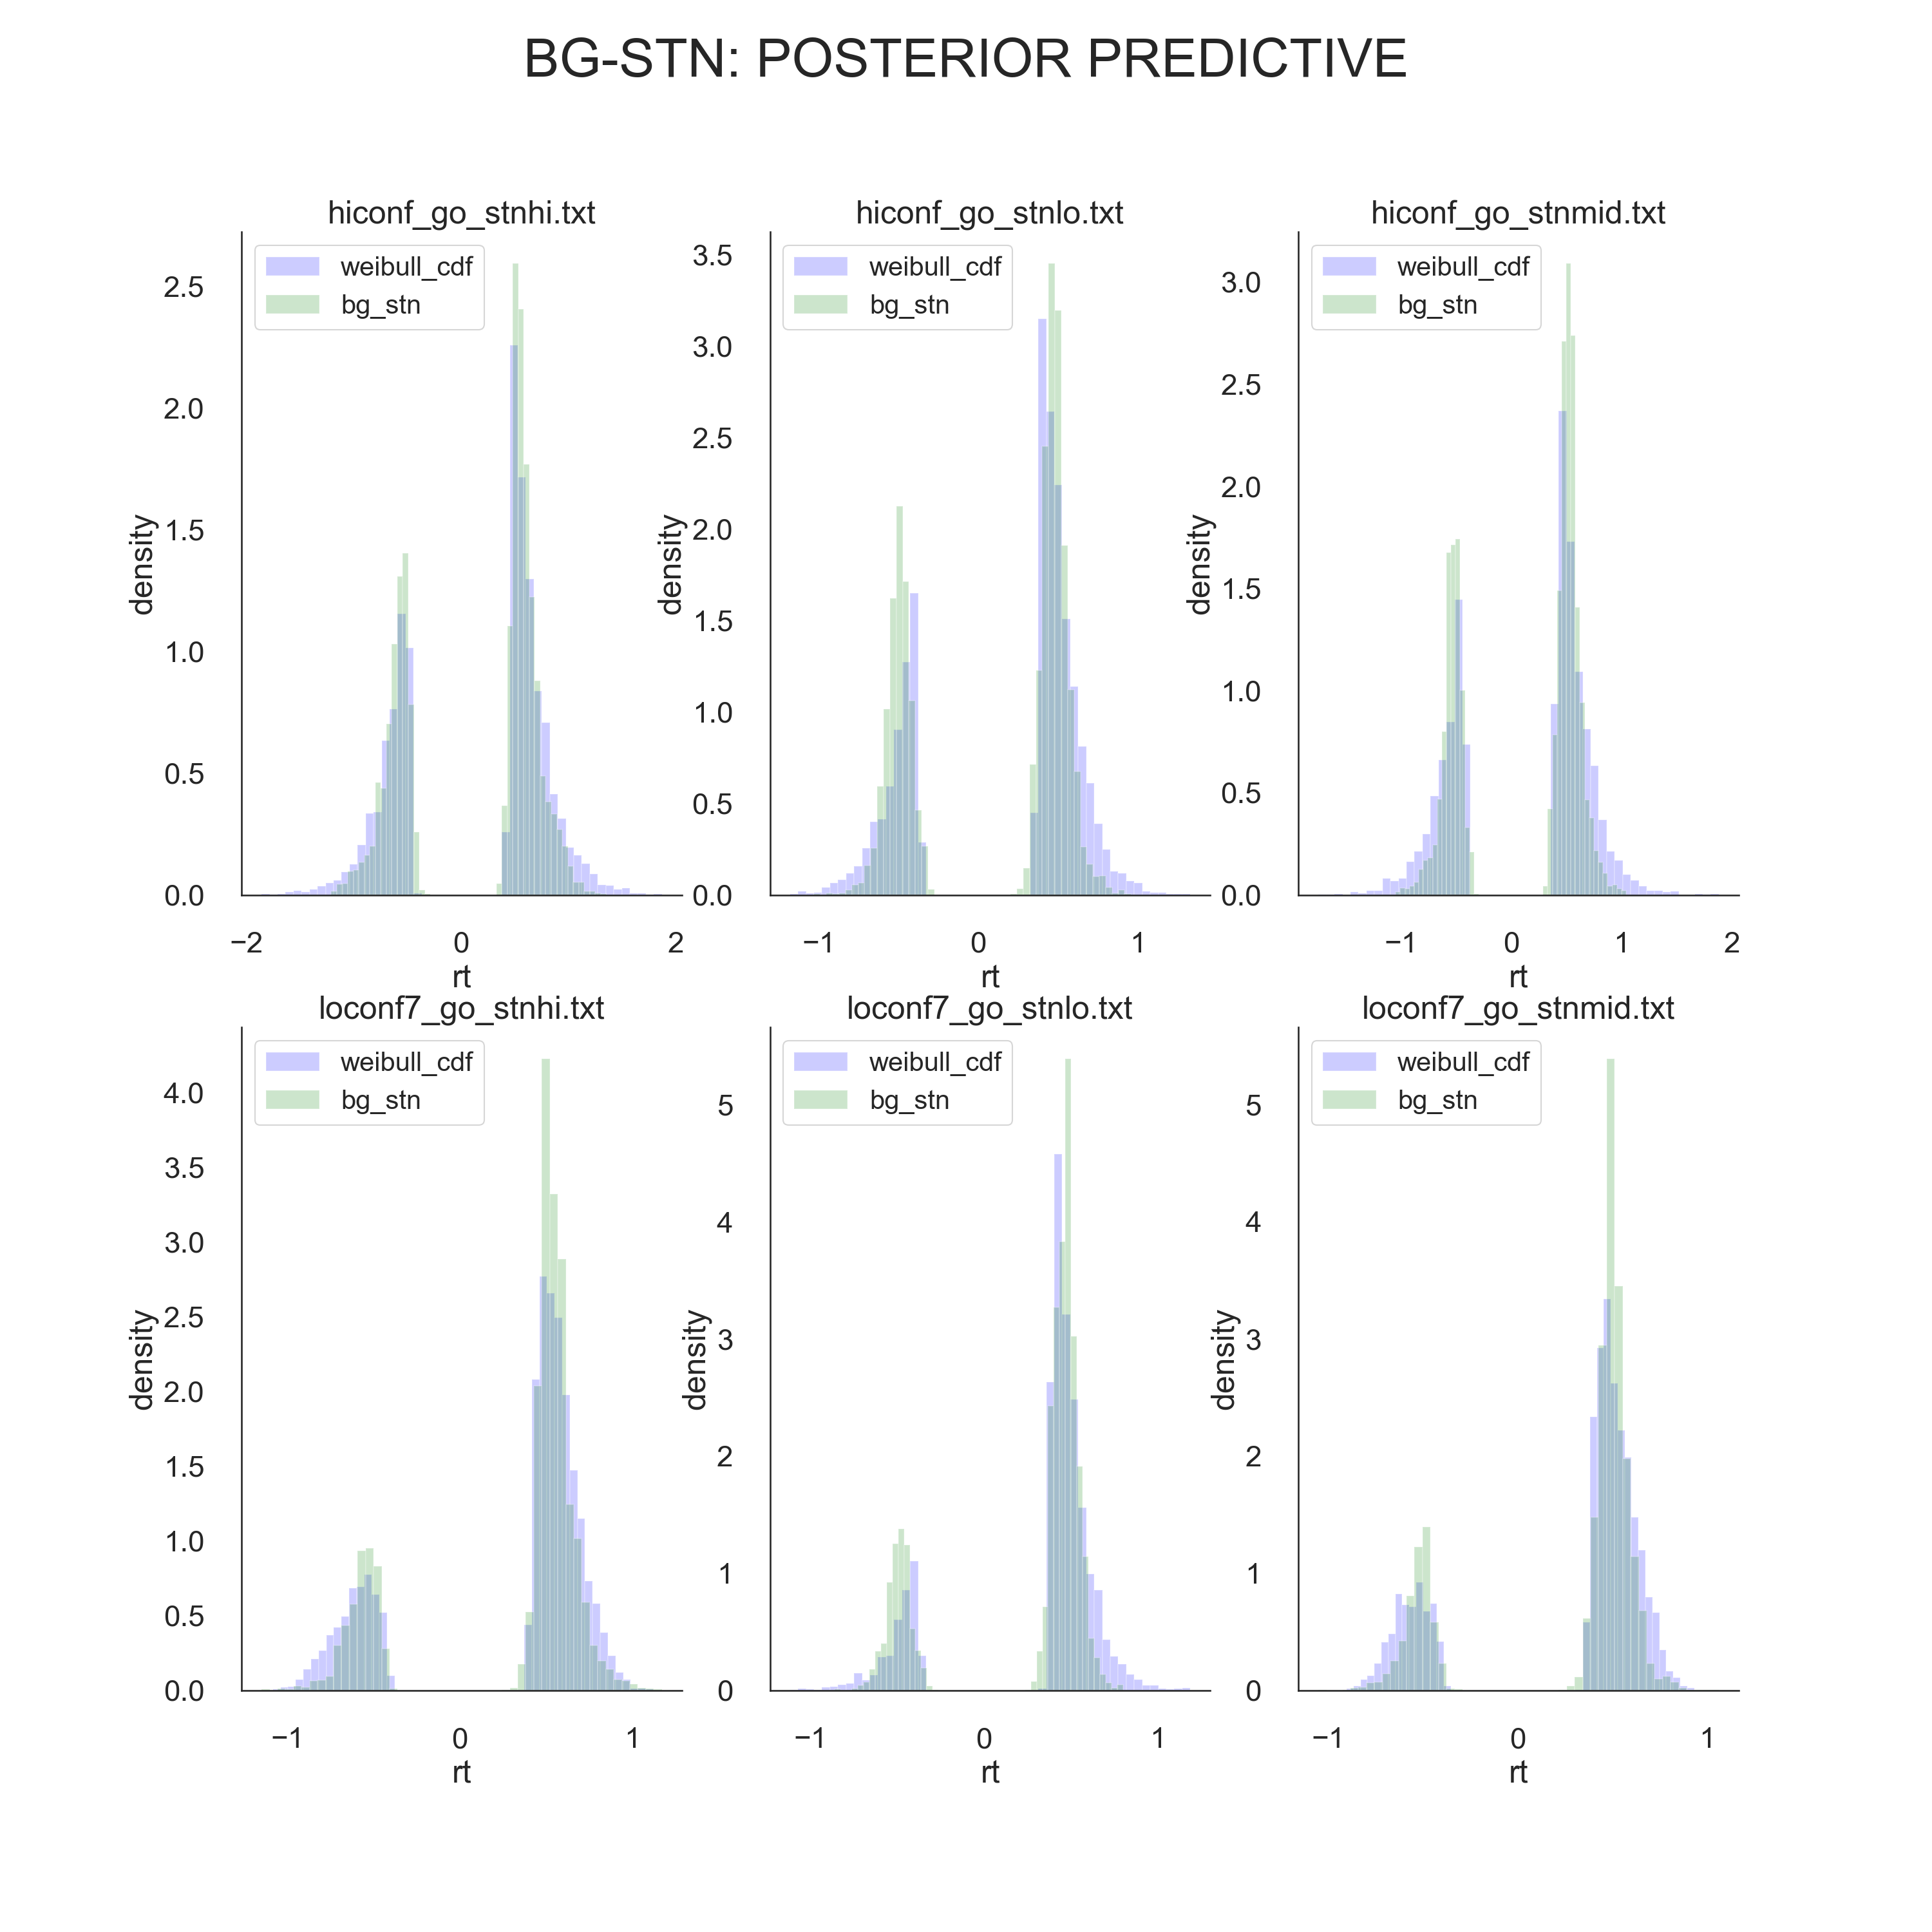 BG-STN: POSTERIOR PREDICTIVE
hiconf_go_stnhi.txt
weibull_cdf
bg_stn
2.5
2.0
1.5
1.0
0.5
0.0
density
−2 0 2
rt
hiconf_go_stnlo.txt
weibull_cdf
bg_stn
3.5
3.0
2.5
2.0
1.5
1.0
0.5
0.0
density
−1 0 1
rt
hiconf_go_stnmid.txt
weibull_cdf
bg_stn
3.0
2.5
2.0
1.5
1.0
0.5
0.0
density
−1 0 1 2
rt
loconf7_go_stnhi.txt
weibull_cdf
bg_stn
4.0
3.5
3.0
2.5
2.0
1.5
1.0
0.5
0.0
density
−1 0 1
rt
loconf7_go_stnlo.txt
weibull_cdf
bg_stn
5
4
3
2
1
0
density
−1 0 1
rt
loconf7_go_stnmid.txt
weibull_cdf
bg_stn
5
4
3
2
1
0
density
−1 0 1
rt